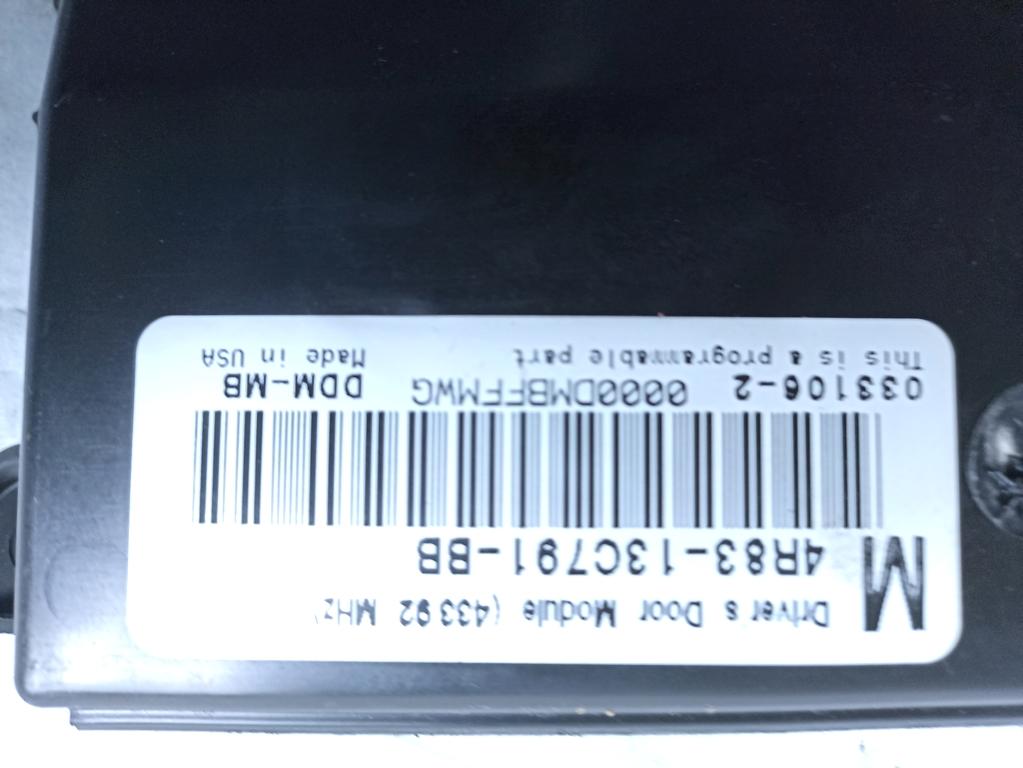 Driver's Door Module (433.92 MHz)
M 4R83-13C791-BB
033106-2 0000DMBFFMWG DDM-MB
This is a programmable part Made in USA